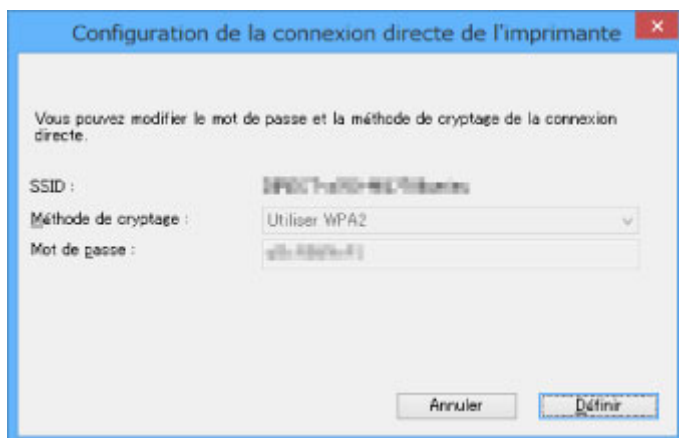 Configuration de la connexion directe de l'imprimante
Vous pouvez modifier le mot de passe et la méthode de cryptage de la connexion
directe.
SSID :
Méthode de cryptage : Utiliser WPA2
Mot de passe :
Annuler Définir